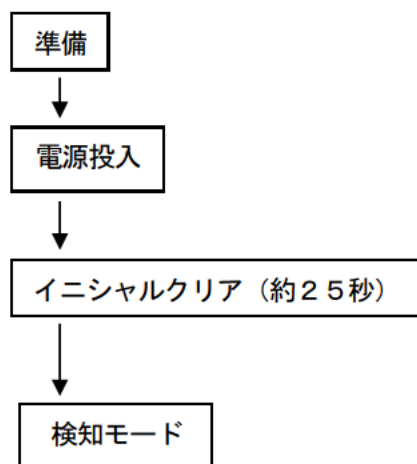 準備
電源投入
イニシャルクリア（約２５秒）
検知モード